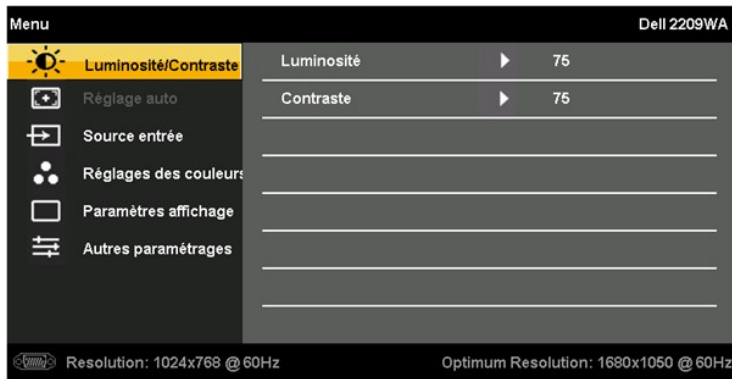 Menu Dell 2209WA
Luminosité/Contraste Luminosité 75
Réglage auto Contraste 75
Source entrée
Réglages des couleurs
Paramètres affichage
Autres paramétrages
Resolution: 1024x768 @ 60Hz Optimum Resolution: 1680x1050 @ 60Hz